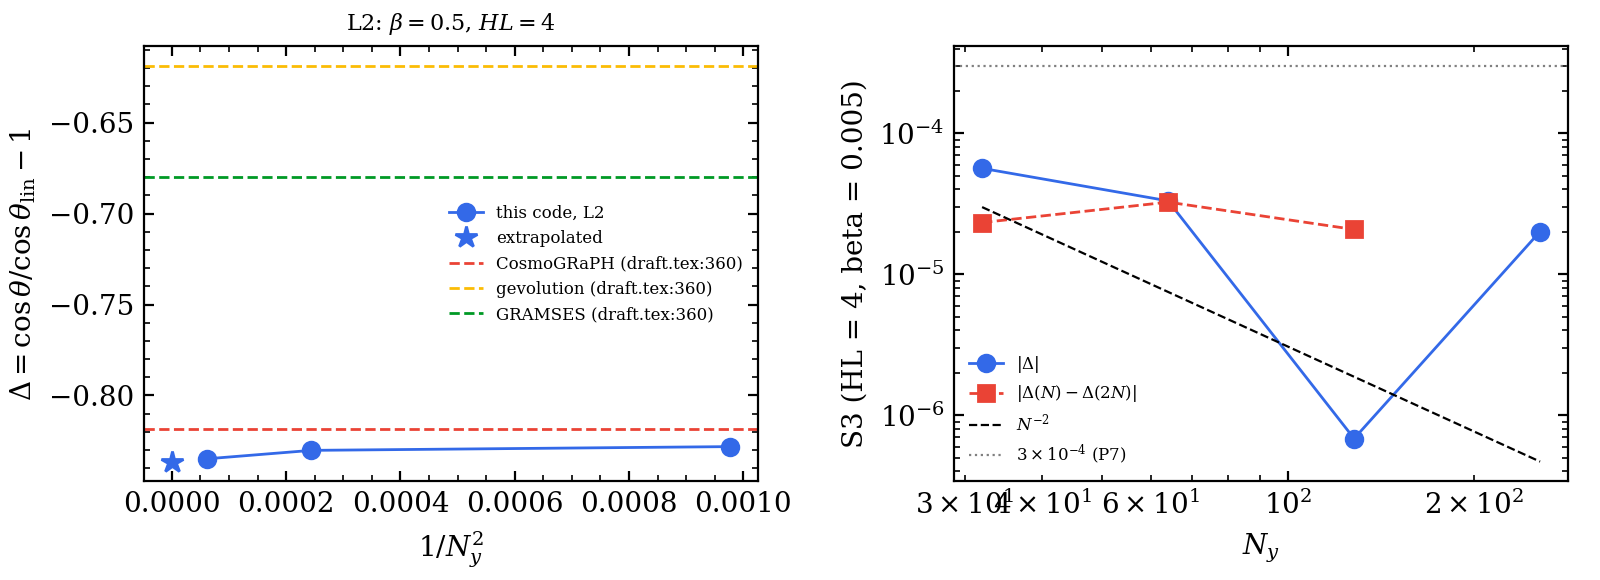 L2: β = 0.5, HL = 4
Δ = cos θ/cos θ_lin − 1
−0.65
−0.70
−0.75
−0.80
this code, L2
extrapolated
CosmoGRaPH (draft.tex:360)
gevolution (draft.tex:360)
GRAMSES (draft.tex:360)
0.0000 0.0002 0.0004 0.0006 0.0008 0.0010
1/N_y^2
S3 (HL = 4, beta = 0.005)
10^−4
10^−5
10^−6
|Δ|
|Δ(N) − Δ(2N)|
N^−2
3 × 10^−4 (P7)
3 × 10^1 4 × 10^1 6 × 10^1 10^2 2 × 10^2
N_y